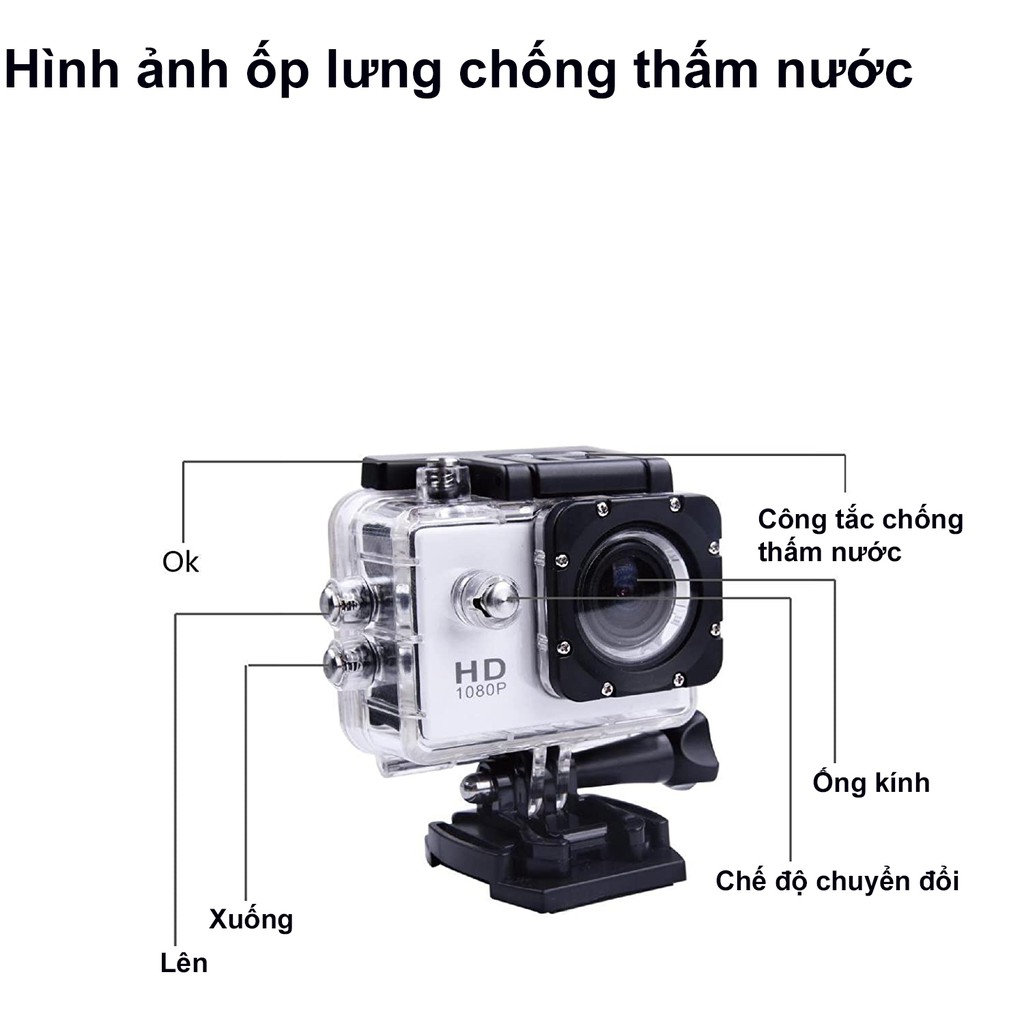 Hình ảnh ốp lưng chống thấm nước
Công tắc chống
thấm nước
Ok
HD
1080P
Ống kính
Chế độ chuyển đổi
Xuống
Lên